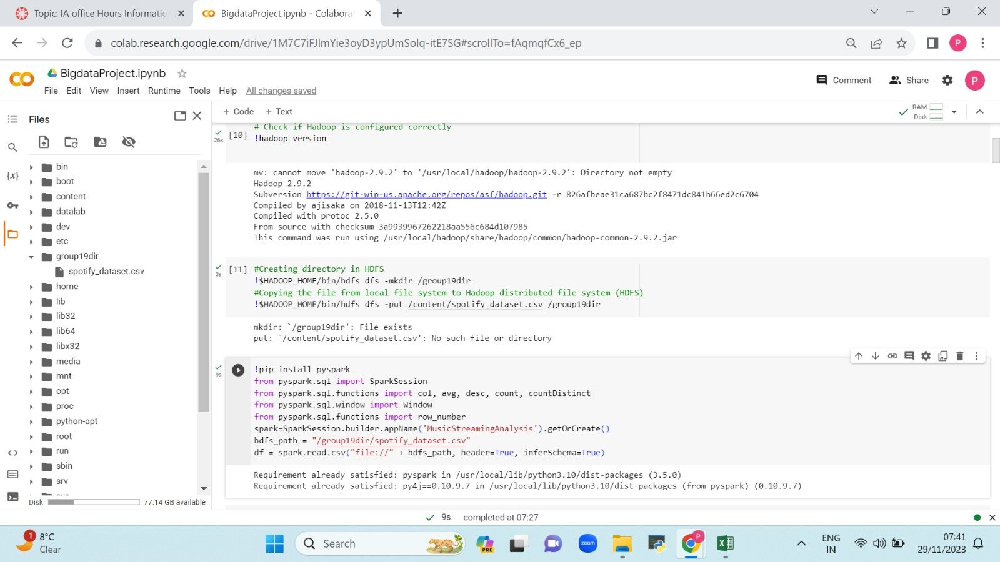 Topic: IA office Hours Informatio
BigdataProject.ipynb - Colabora
colab.research.google.com/drive/1M7C7iFJlmYie3oyD3ypUmSolq-itE7SG#scrollTo=fAqmqfCx6_ep
P
BigdataProject.ipynb
File Edit View Insert Runtime Tools Help All changes saved
Comment Share P
Files
+ Code + Text
RAM
Disk
bin
boot
content
datalab
dev
etc
group19dir
spotify_dataset.csv
home
lib
lib32
lib64
libx32
media
mnt
opt
proc
python-apt
root
run
sbin
srv
Disk 77.14 GB available
26s
[10] # Check if Hadoop is configured correctly
!hadoop version
mv: cannot move 'hadoop-2.9.2' to '/usr/local/hadoop/hadoop-2.9.2': Directory not empty
Hadoop 2.9.2
Subversion https://git-wip-us.apache.org/repos/asf/hadoop.git -r 826afbeae31ca687bc2f8471dc841b66ed2c6704
Compiled by ajisaka on 2018-11-13T12:42Z
Compiled with protoc 2.5.0
From source with checksum 3a9939967262218aa556c684d107985
This command was run using /usr/local/hadoop/share/hadoop/common/hadoop-common-2.9.2.jar
3s
[11] #Creating directory in HDFS
!$HADOOP_HOME/bin/hdfs dfs -mkdir /group19dir
#Copying the file from local file system to Hadoop distributed file system (HDFS)
!$HADOOP_HOME/bin/hdfs dfs -put /content/spotify_dataset.csv /group19dir
mkdir: `/group19dir': File exists
put: `/content/spotify_dataset.csv': No such file or directory
9s
!pip install pyspark
from pyspark.sql import SparkSession
from pyspark.sql.functions import col, avg, desc, count, countDistinct
from pyspark.sql.window import Window
from pyspark.sql.functions import row_number
spark=SparkSession.builder.appName('MusicStreamingAnalysis').getOrCreate()
hdfs_path = "/group19dir/spotify_dataset.csv"
df = spark.read.csv("file://" + hdfs_path, header=True, inferSchema=True)
Requirement already satisfied: pyspark in /usr/local/lib/python3.10/dist-packages (3.5.0)
Requirement already satisfied: py4j==0.10.9.7 in /usr/local/lib/python3.10/dist-packages (from pyspark) (0.10.9.7)
9s completed at 07:27
1
8°C
Clear
Search
PRE
zoom
P
ENG
IN
07:41
29/11/2023